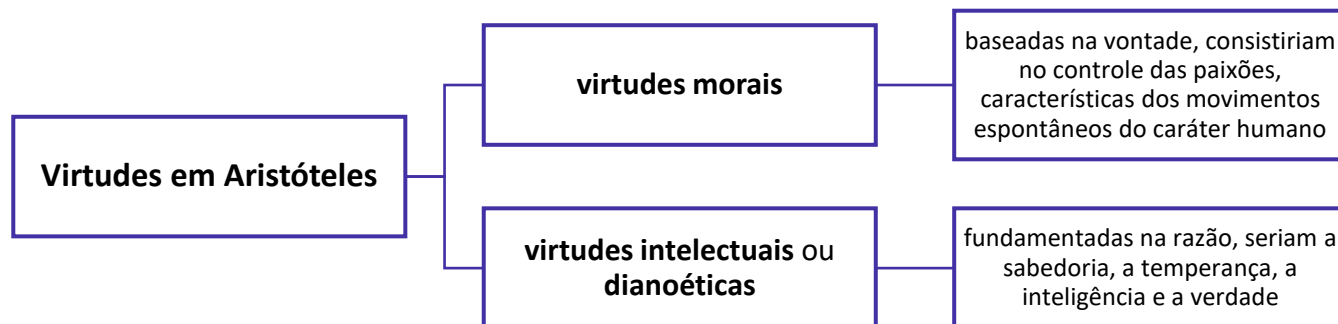 Virtudes em Aristóteles
virtudes morais
baseadas na vontade, consistiriam
no controle das paixões,
características dos movimentos
espontâneos do caráter humano
virtudes intelectuais ou
dianoéticas
fundamentadas na razão, seriam a
sabedoria, a temperança, a
inteligência e a verdade